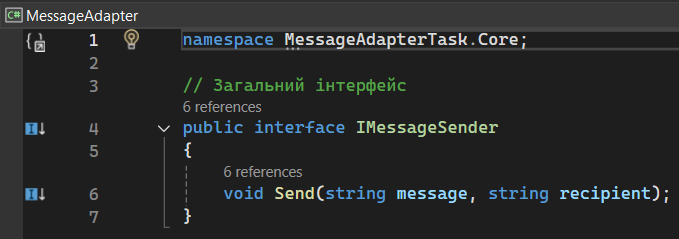 C# MessageAdapter
1 namespace MessageAdapterTask.Core;
2
3 // Загальний інтерфейс
6 references
4 public interface IMessageSender
5 {
6 references
6 void Send(string message, string recipient);
7 }